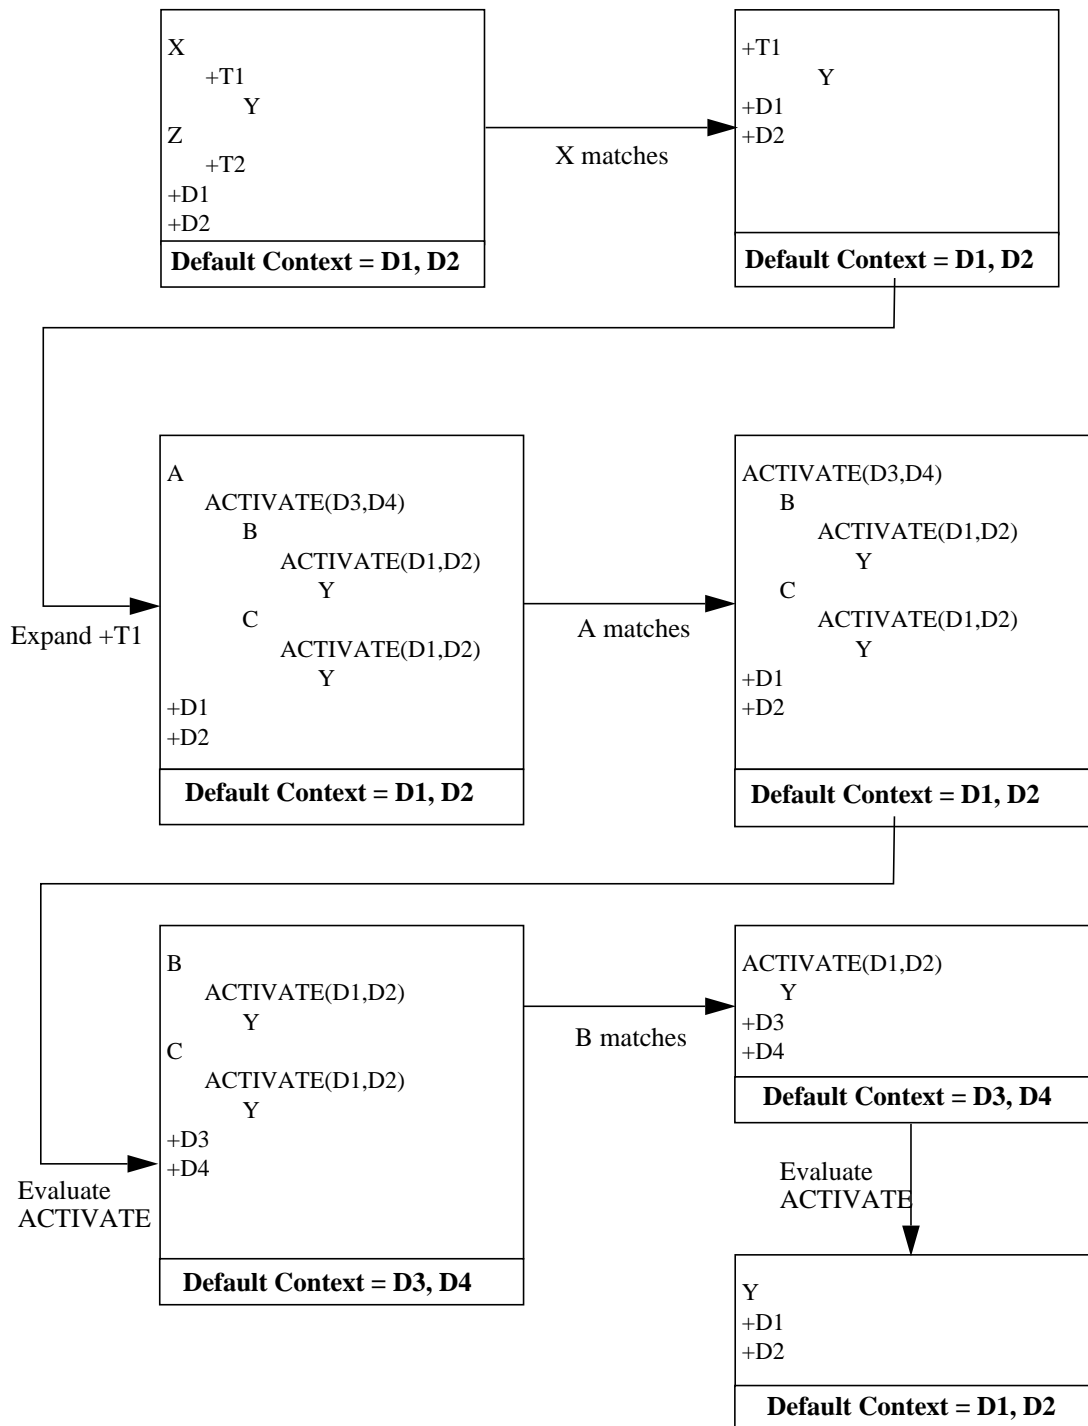 X
+T1
Y
Z
+T2
+D1
+D2
Default Context = D1, D2
X matches
+T1
Y
+D1
+D2
Default Context = D1, D2
Expand +T1
A
ACTIVATE(D3,D4)
B
ACTIVATE(D1,D2)
Y
C
ACTIVATE(D1,D2)
Y
+D1
+D2
Default Context = D1, D2
A matches
ACTIVATE(D3,D4)
B
ACTIVATE(D1,D2)
Y
C
ACTIVATE(D1,D2)
Y
+D1
+D2
Default Context = D1, D2
Evaluate
ACTIVATE
B
ACTIVATE(D1,D2)
Y
C
ACTIVATE(D1,D2)
Y
+D3
+D4
Default Context = D3, D4
B matches
ACTIVATE(D1,D2)
Y
+D3
+D4
Default Context = D3, D4
Evaluate
ACTIVATE
Y
+D1
+D2
Default Context = D1, D2